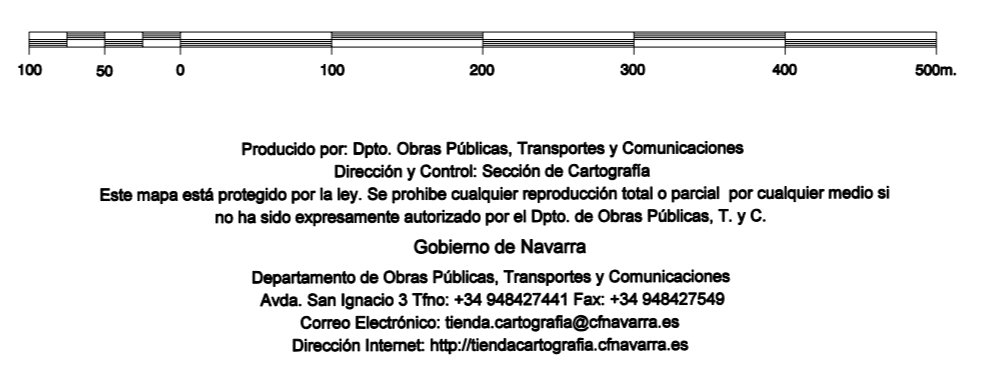 100 50 0 100 200 300 400 500m.
Producido por: Dpto. Obras Públicas, Transportes y Comunicaciones
Dirección y Control: Sección de Cartografía
Este mapa está protegido por la ley. Se prohibe cualquier reproducción total o parcial por cualquier medio si
no ha sido expresamente autorizado por el Dpto. de Obras Públicas, T. y C.
Gobierno de Navarra
Departamento de Obras Públicas, Transportes y Comunicaciones
Avda. San Ignacio 3 Tfno: +34 948427441 Fax: +34 948427549
Correo Electrónico: tienda.cartografia@cfnavarra.es
Dirección Internet: http://tiendacartografia.cfnavarra.es